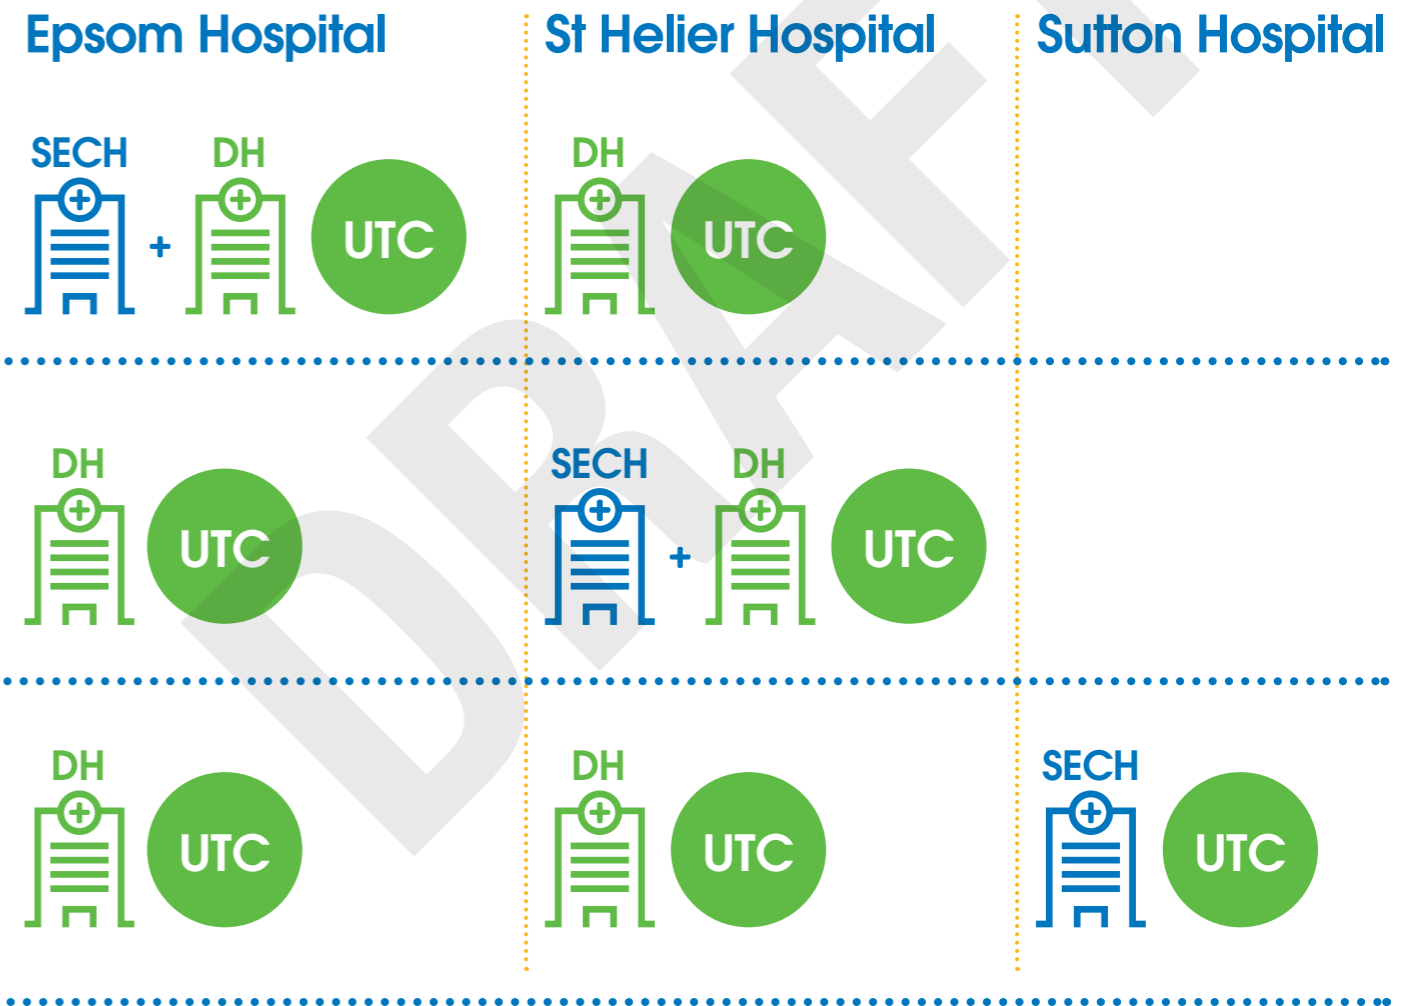 Epsom Hospital St Helier Hospital Sutton Hospital
SECH DH DH
+ UTC UTC
DH SECH DH
UTC + UTC
DH DH SECH
UTC UTC UTC
DRAFT